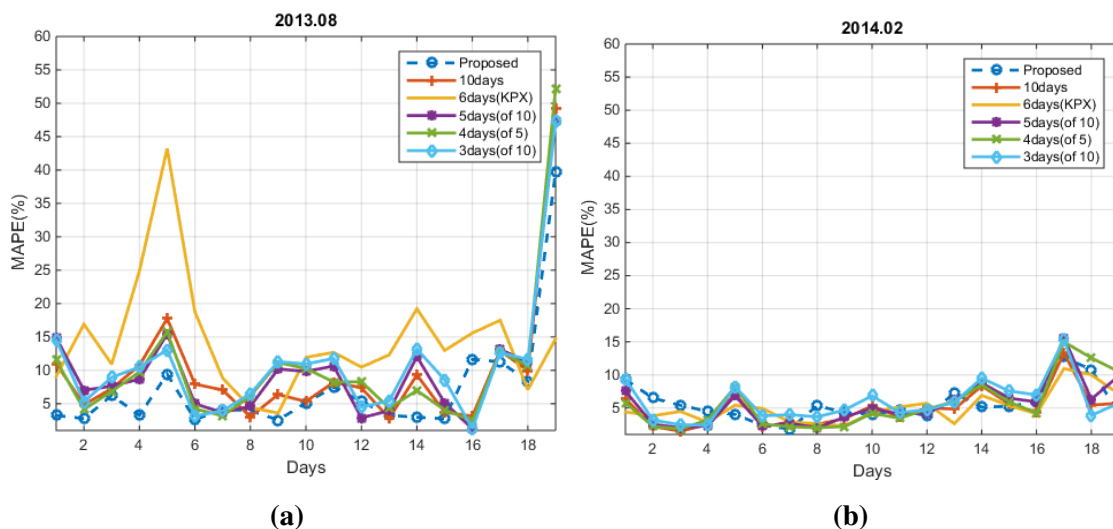 2013.08
60
55
50
45
40
35
30
25
20
15
10
5
MAPE(%)
2 4 6 8 10 12 14 16 18
Days
Proposed
10days
6days(KPX)
5days(of 10)
4days(of 5)
3days(of 10)
(a)
2014.02
60
55
50
45
40
35
30
25
20
15
10
5
MAPE(%)
2 4 6 8 10 12 14 16 18
Days
Proposed
10days
6days(KPX)
5days(of 10)
4days(of 5)
3days(of 10)
(b)